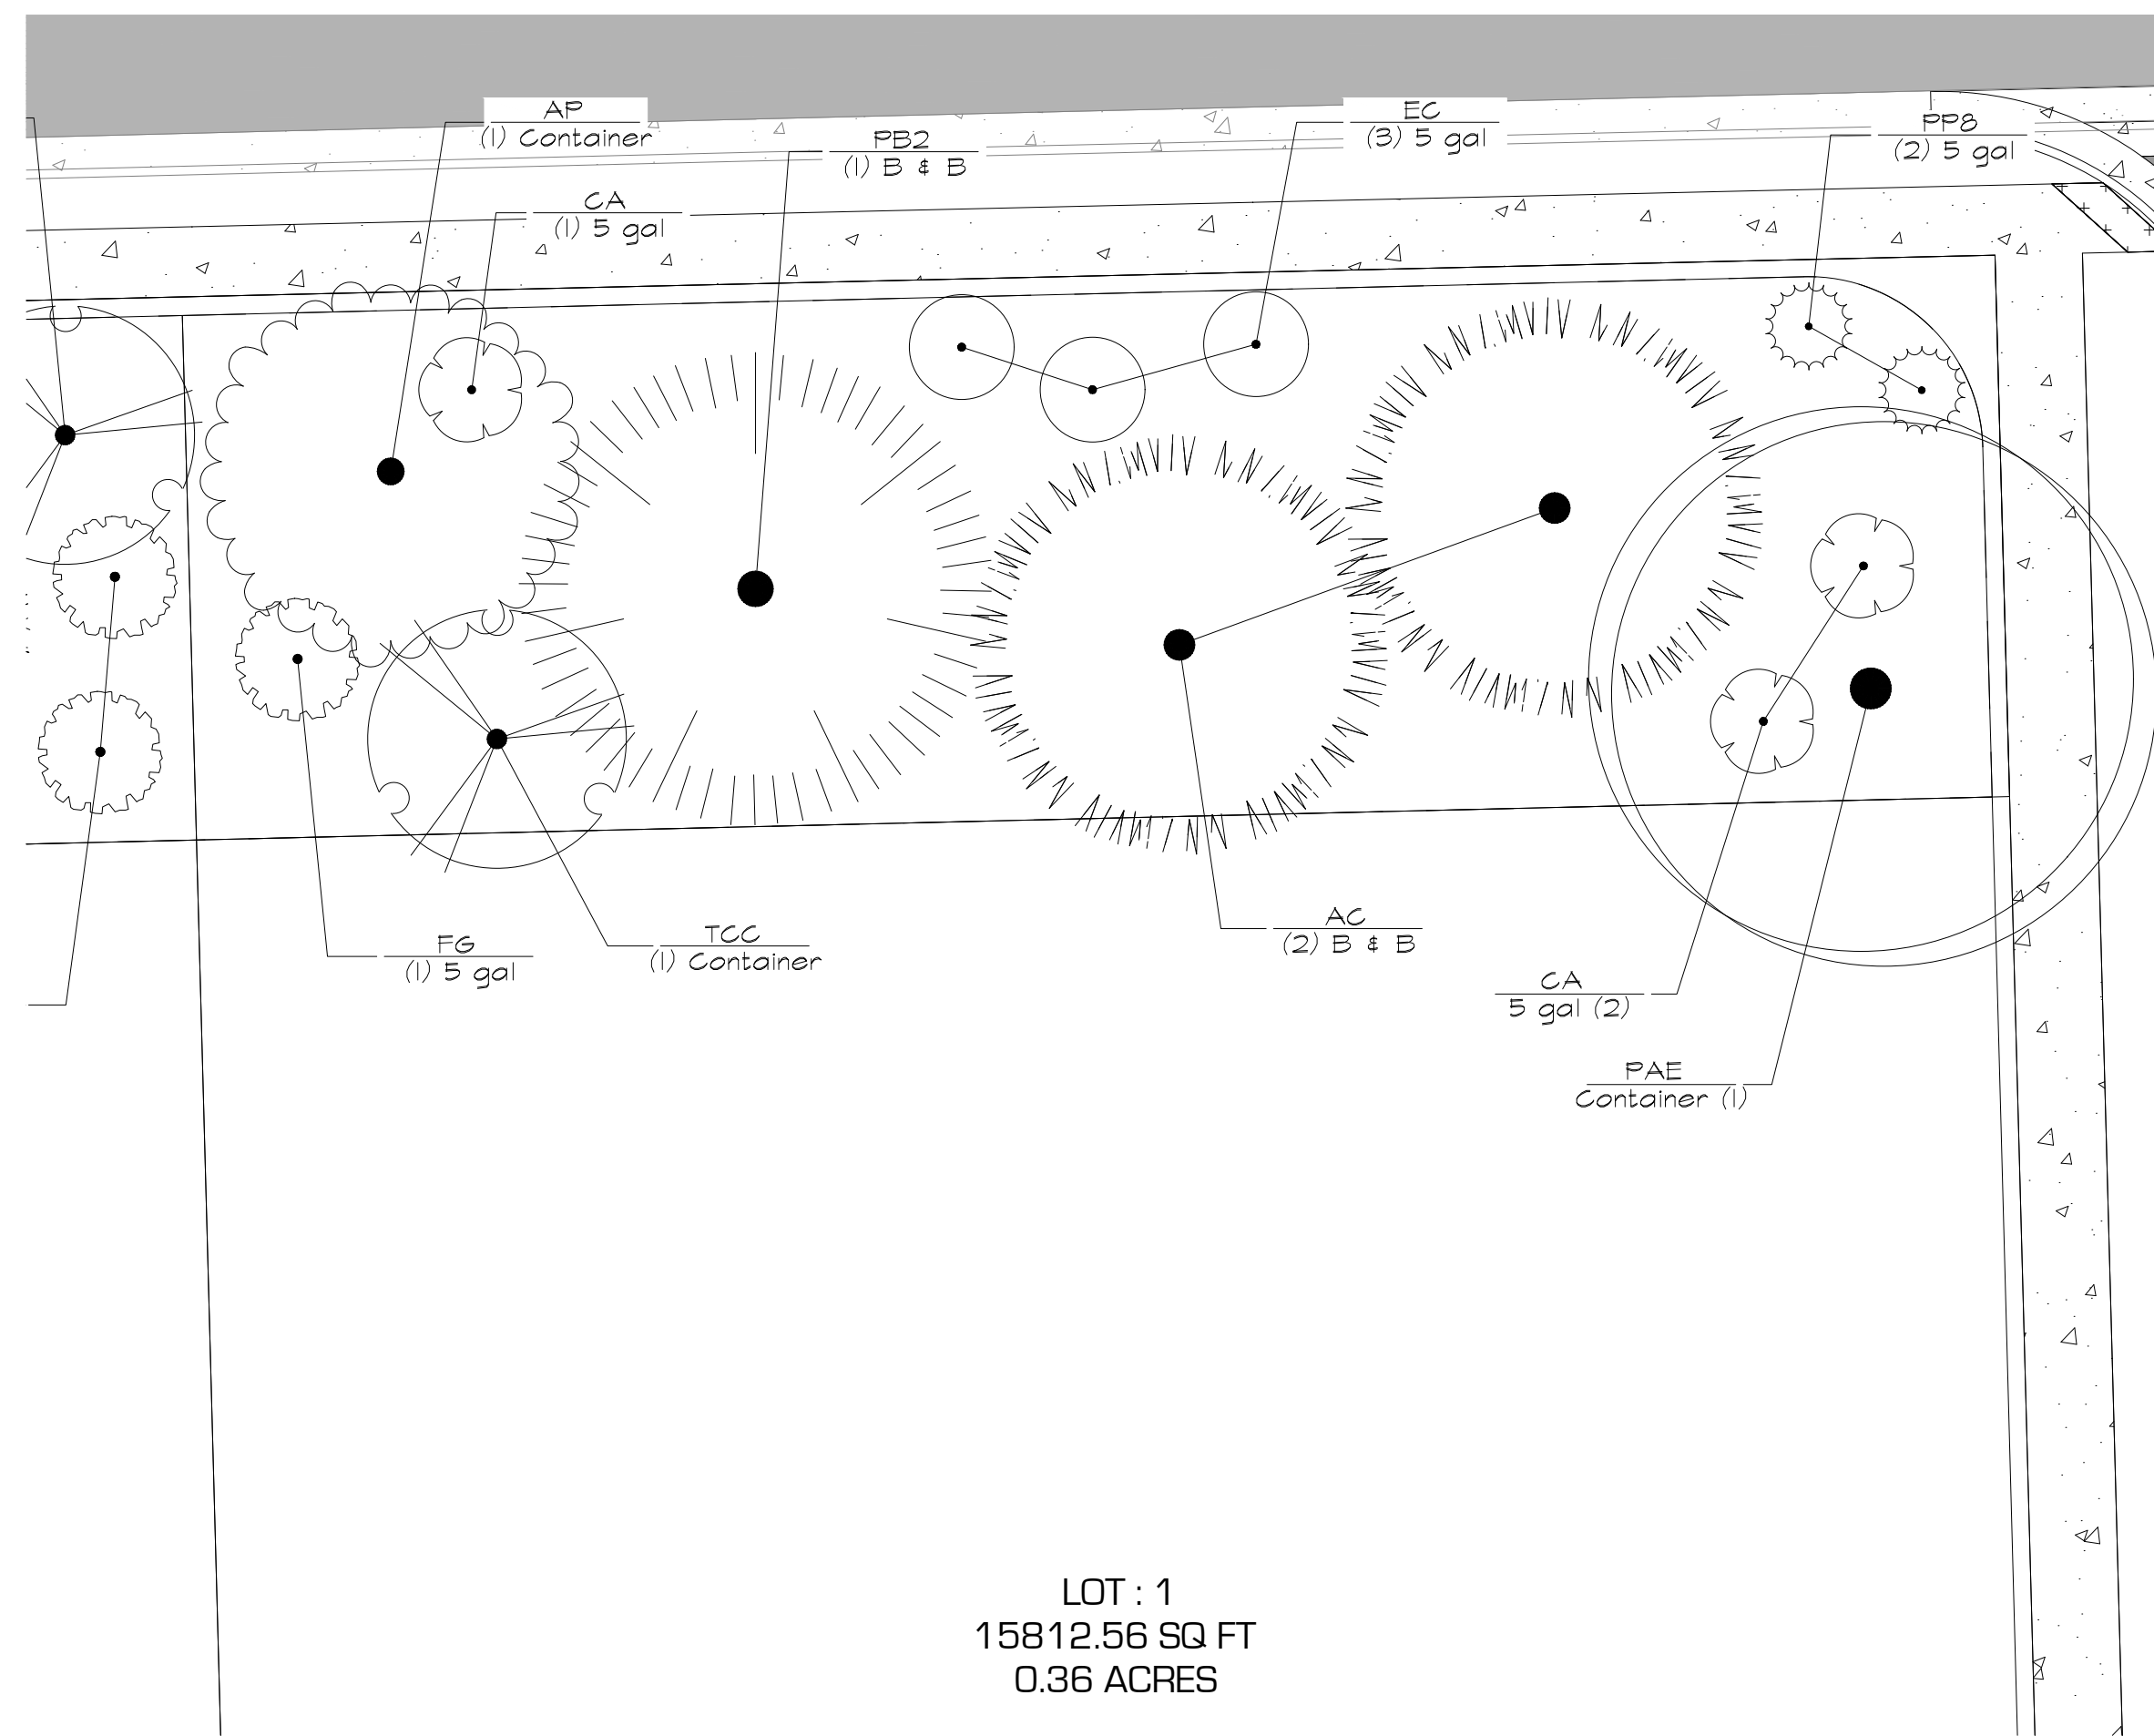 AP
(1) Container
PB2
(1) B & B
EC
(3) 5 gal
PP8
(2) 5 gal
CA
(1) 5 gal
FG
(1) 5 gal
TCC
(1) Container
AC
(2) B & B
CA
5 gal (2)
PAE
Container (1)
LOT : 1
15812.56 SQ FT
0.36 ACRES